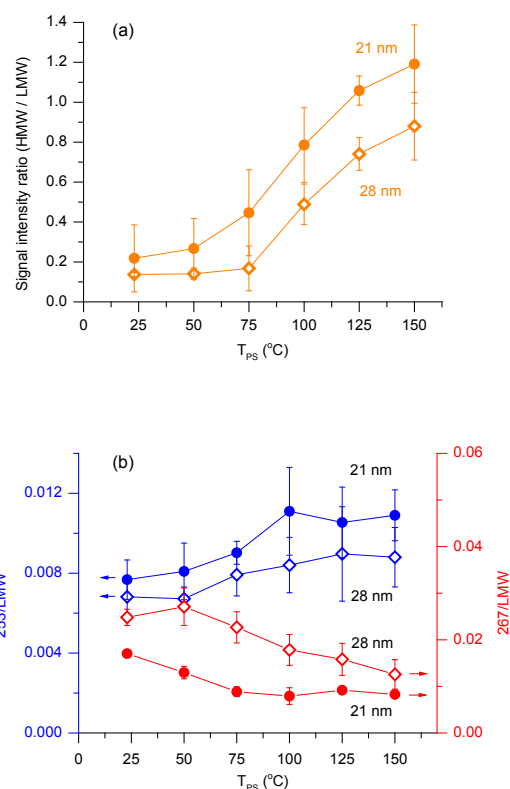 (a)
Signal intensity ratio (HMW / LMW)
1.4
1.2
1.0
0.8
0.6
0.4
0.2
0.0
21 nm
28 nm
0 25 50 75 100 125 150
T_PS (°C)
(b)
253/LMW
0.012
0.008
0.004
0.000
267/LMW
0.06
0.04
0.02
0.00
21 nm
28 nm
28 nm
21 nm
0 25 50 75 100 125 150
T_PS (°C)